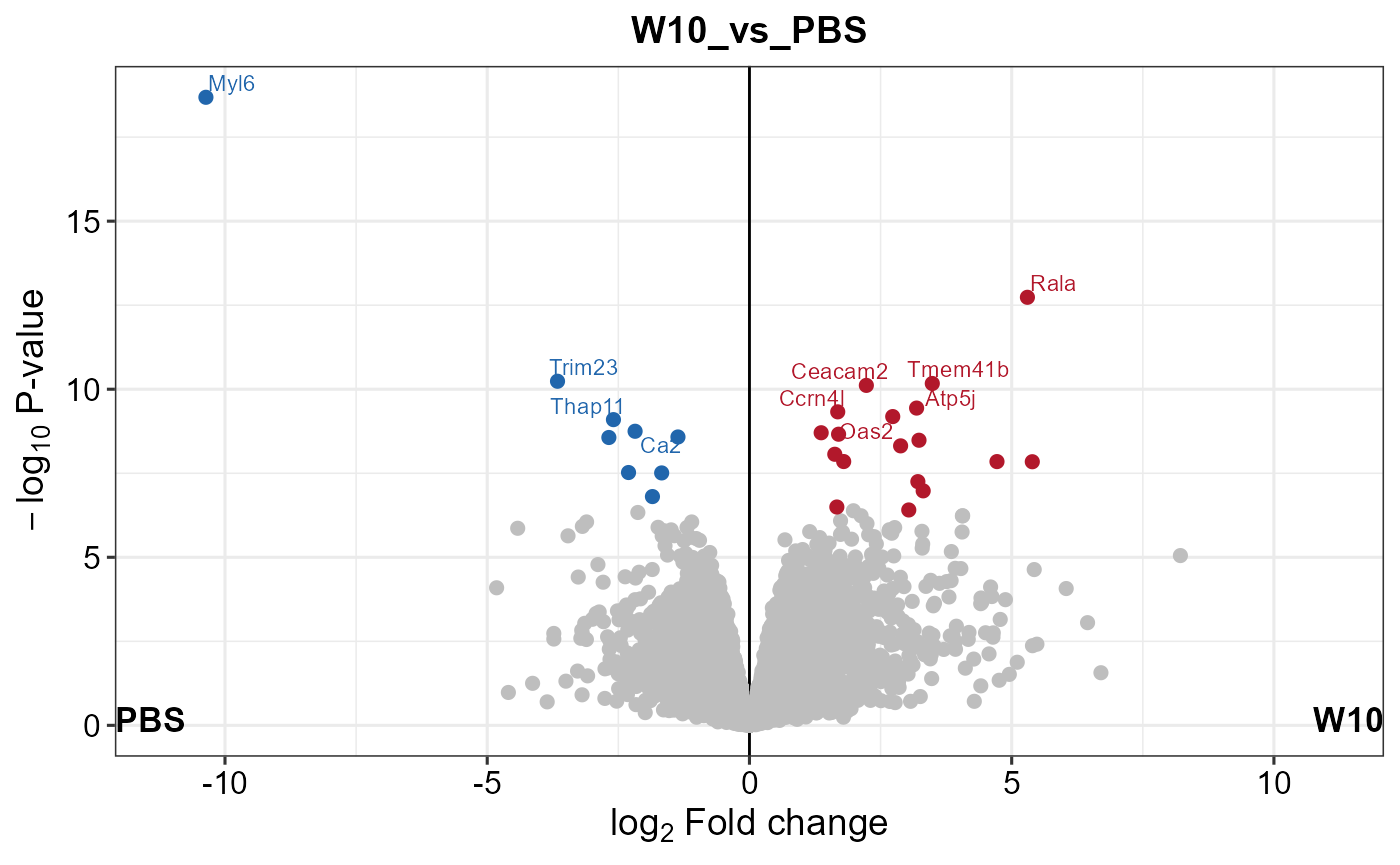 W10_vs_PBS
Myl6
15
Rala
Trim23
Ceacam2
Tmem41b
10
Thap11
Ccrn4l
Atp5j
Ca2
Oas2
− log10 P-value
5
0
PBS
W10
-10
-5
0
5
10
log2 Fold change